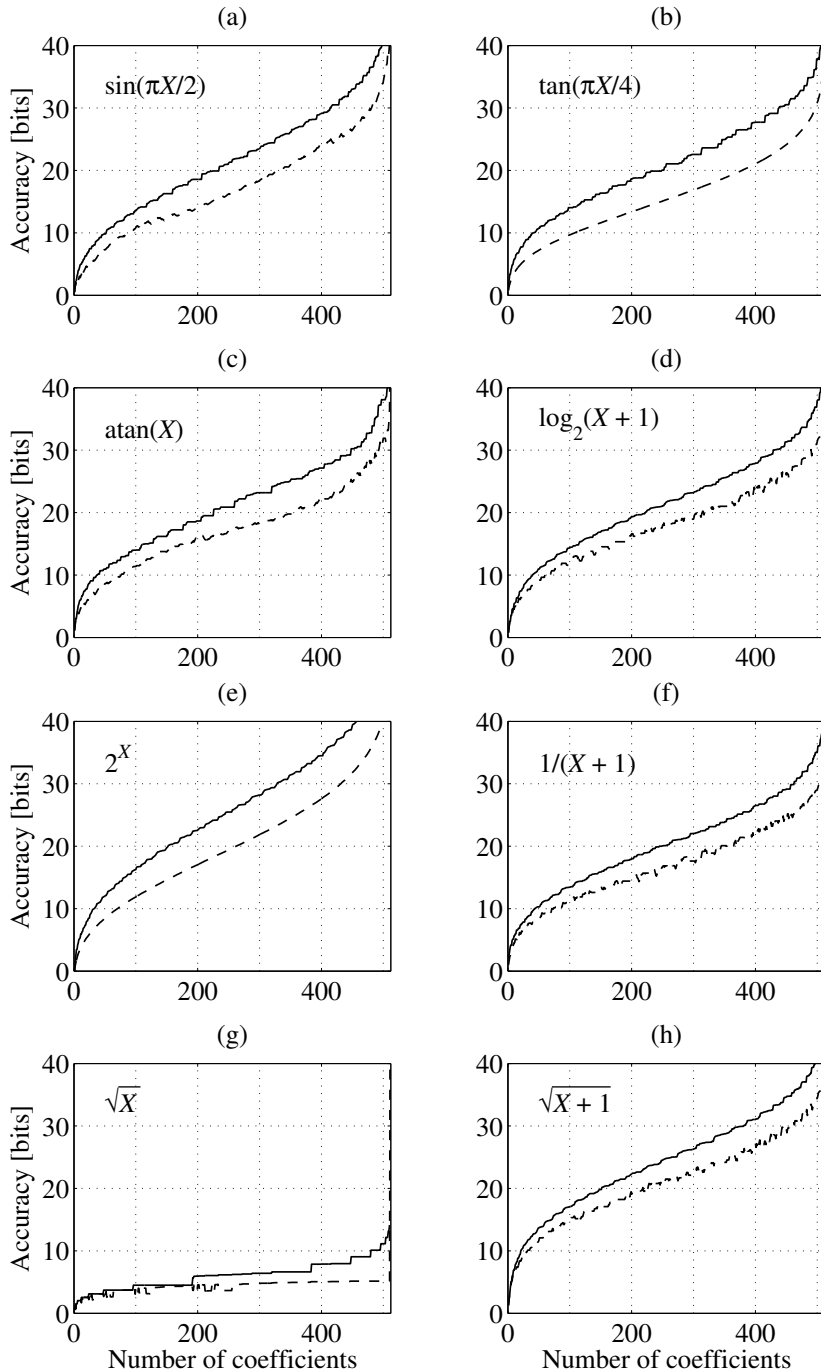 (a)
(b)
40
30
20
10
0
Accuracy [bits]
sin(πX/2)
0
200
400
40
30
20
10
0
tan(πX/4)
0
200
400
(c)
(d)
40
30
20
10
0
Accuracy [bits]
atan(X)
0
200
400
40
30
20
10
0
log₂(X + 1)
0
200
400
(e)
(f)
40
30
20
10
0
Accuracy [bits]
2^X
0
200
400
40
30
20
10
0
1/(X + 1)
0
200
400
(g)
(h)
40
30
20
10
0
Accuracy [bits]
√X
0
200
400
Number of coefficients
40
30
20
10
0
√X + 1
0
200
400
Number of coefficients